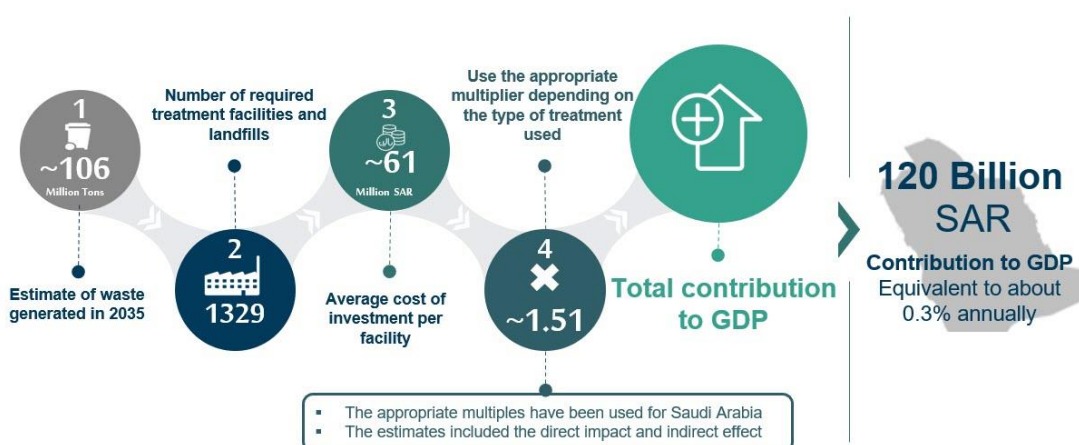 1
~106
Million Tons
Estimate of waste
generated in 2035
Number of required
treatment facilities and
landfills
2
1329
3
~61
Million SAR
Average cost of
investment per
facility
Use the appropriate
multiplier depending on
the type of treatment
used
4
~1.51
Total contribution
to GDP
▪ The appropriate multiples have been used for Saudi Arabia
▪ The estimates included the direct impact and indirect effect
120 Billion
SAR
Contribution to GDP
Equivalent to about
0.3% annually